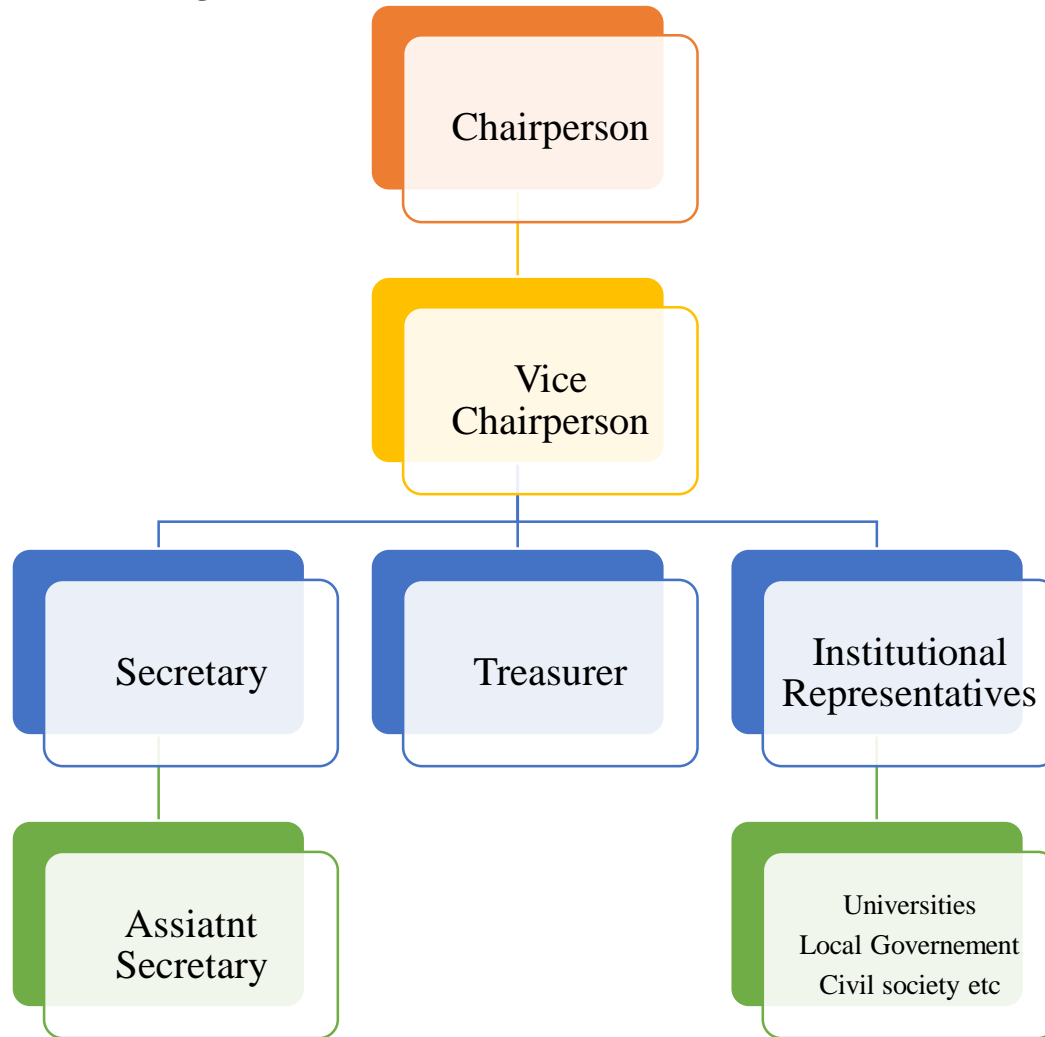 Chairperson
Vice
Chairperson
Secretary
Treasurer
Institutional
Representatives
Assiatnt
Secretary
Universities
Local Governement
Civil society etc